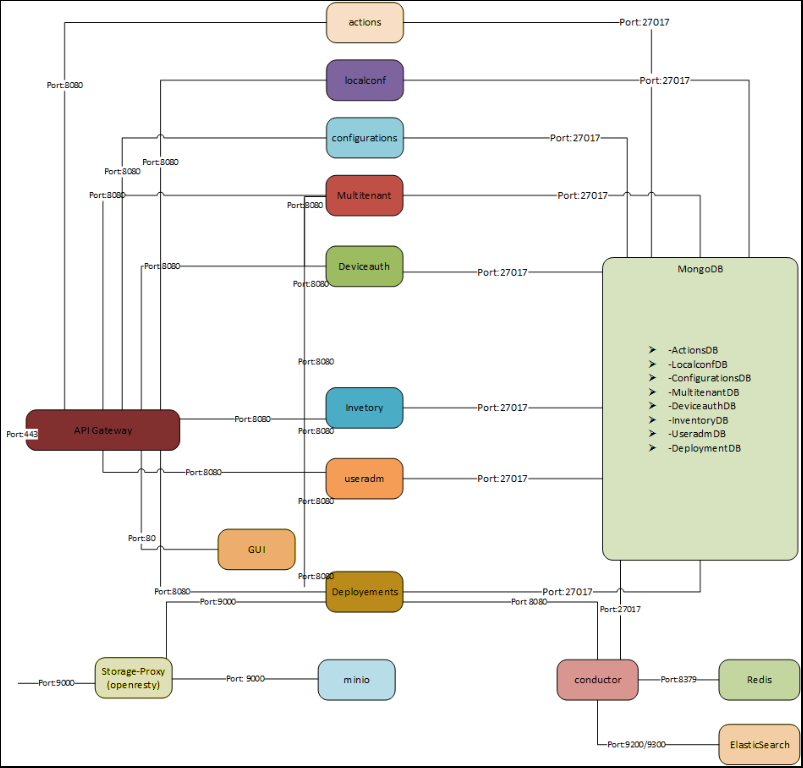 actions
Port:27017
Port:8080
localconf
Port:27017
configurations
Port:27017
Port:8080
Port:8080
Port:8080
Multitenant
Port:27017
Port:8080
Port:8080
Deviceauth
Port:27017
Port:8080
MongoDB
➤ -ActionsDB
➤ -LocalconfDB
➤ -ConfigurationsDB
➤ -MultitenantDB
➤ -DeviceauthDB
➤ -InventoryDB
➤ -UseradmDB
➤ -DeploymentDB
Port:8080
Invetory
Port:27017
Port:8080
Port:8080
API Gateway
Port:443
Port:8080
useradm
Port:27017
Port:8080
Port:80
GUI
Port:8080
Port:8080
Deployements
Port:27017
Port:9000
Port 8080
Port:27017
Storage-Proxy
(openresty)
Port:9000
Port: 9000
minio
conductor
Port:8379
Redis
Port:9200/9300
ElasticSearch